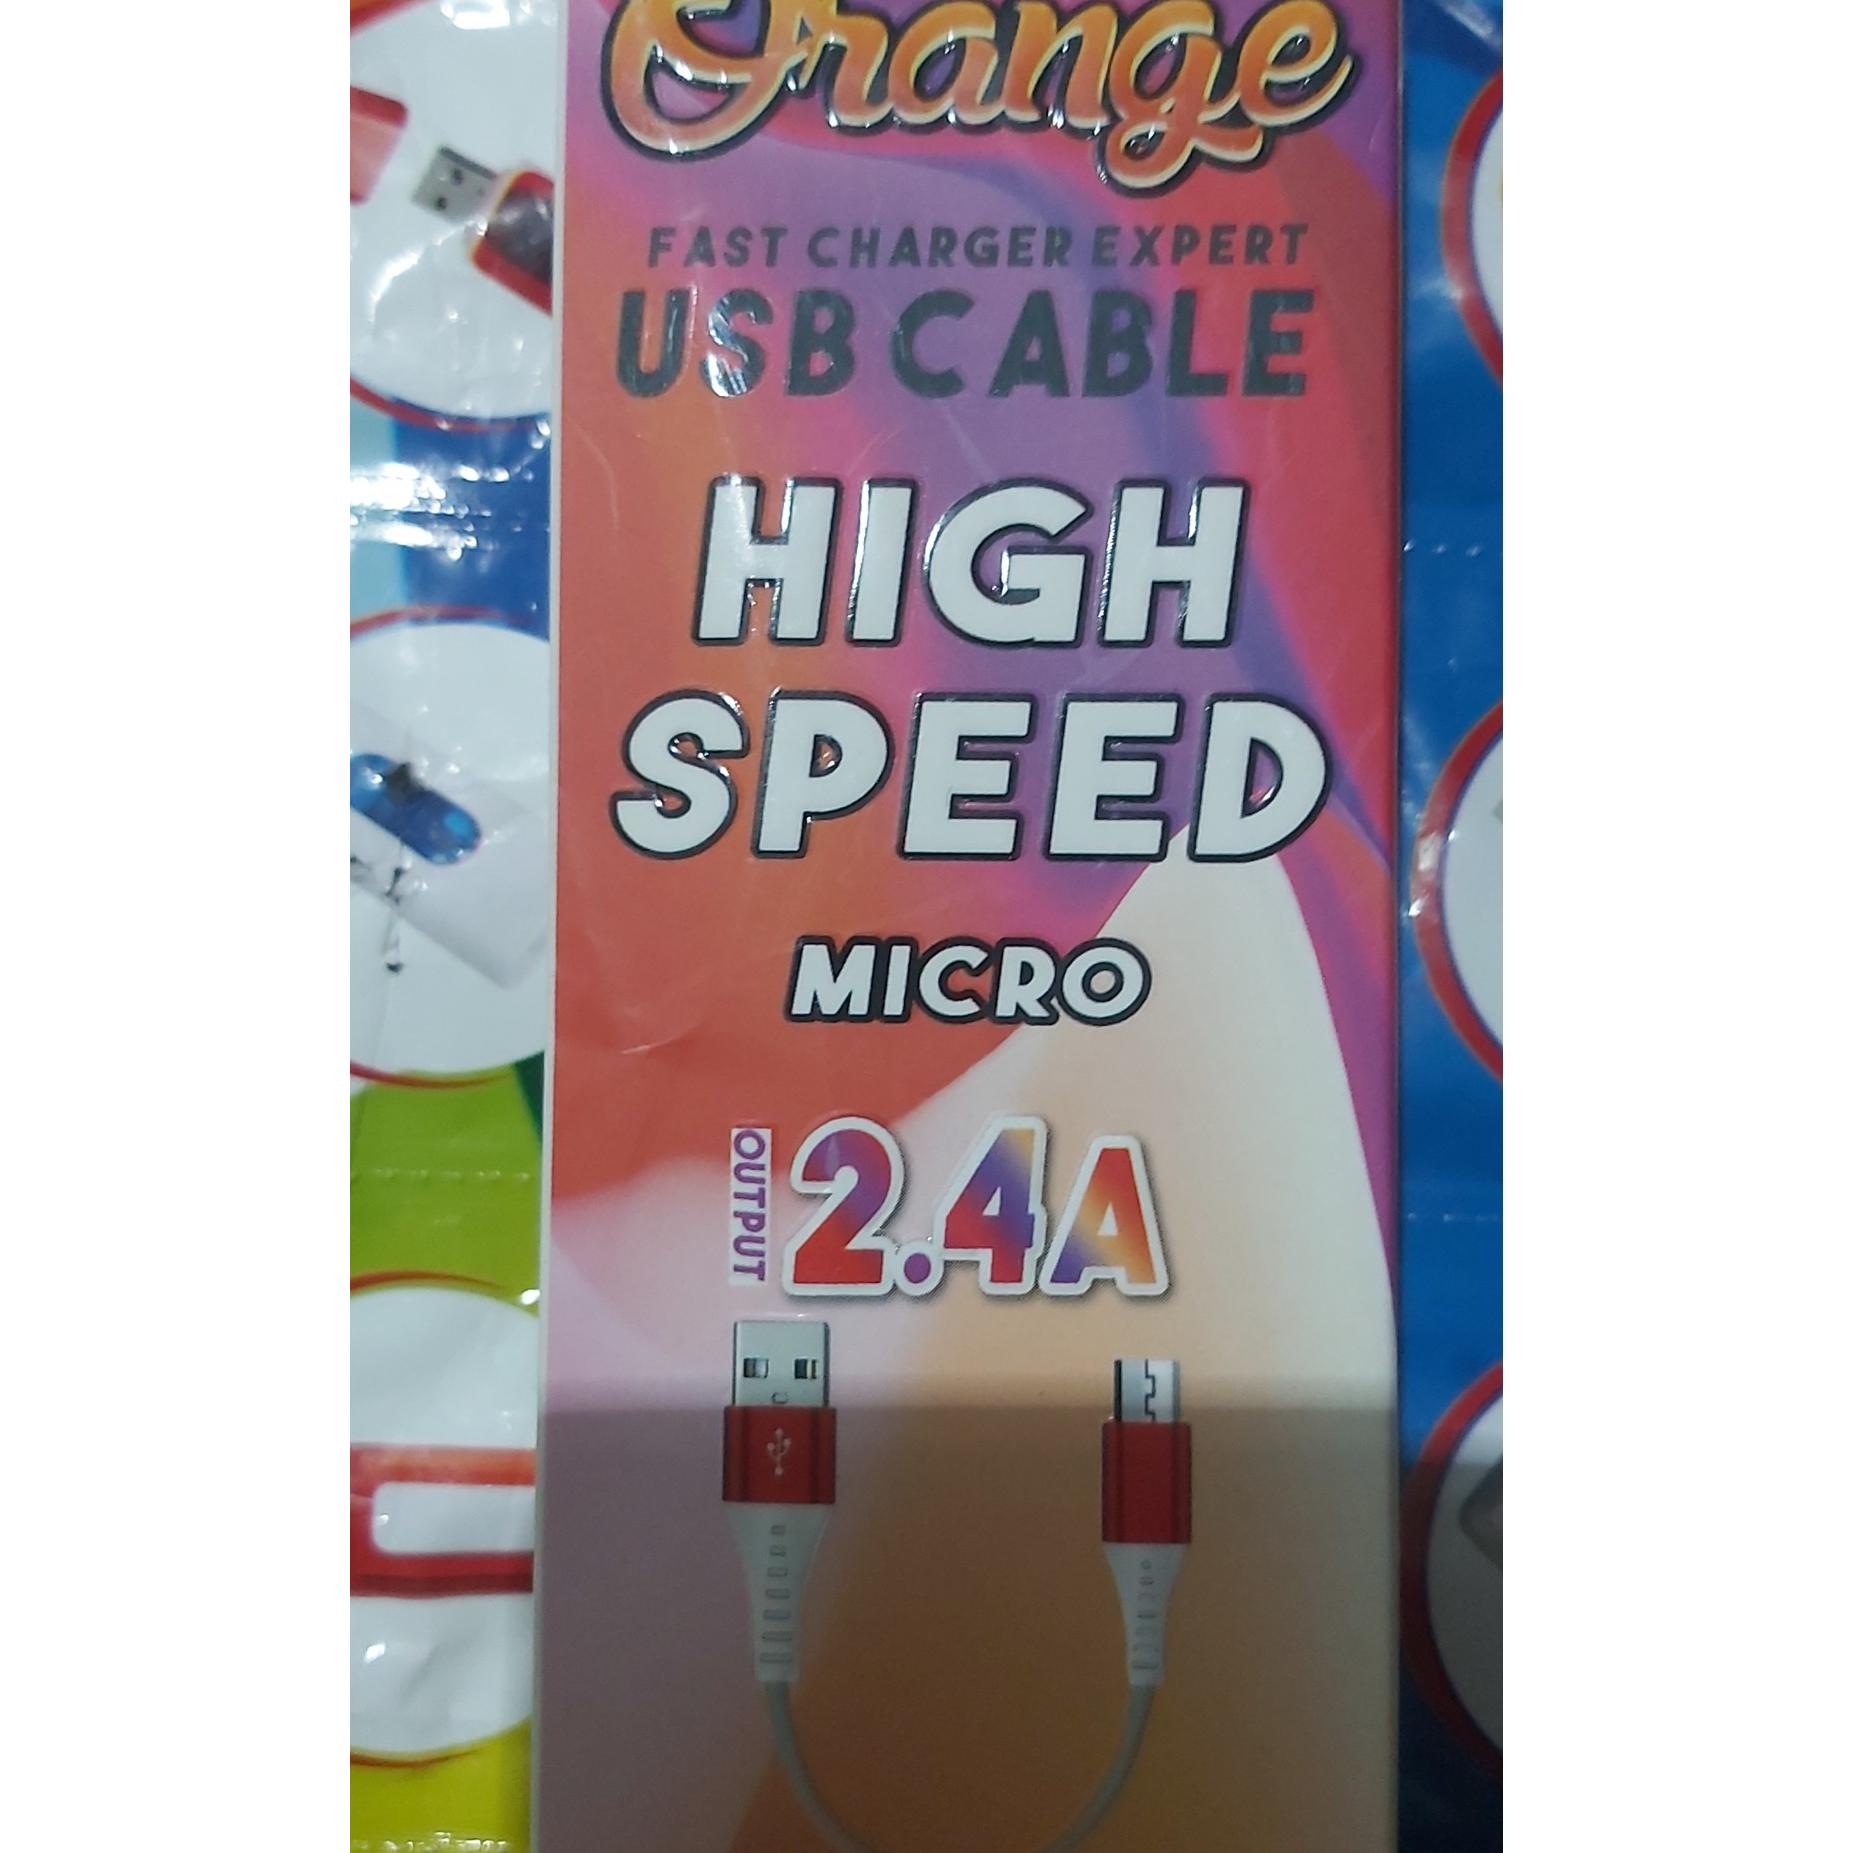 Orange
FAST CHARGER EXPERT
USB CABLE
HIGH
SPEED
MICRO
OUTPUT 2.4A